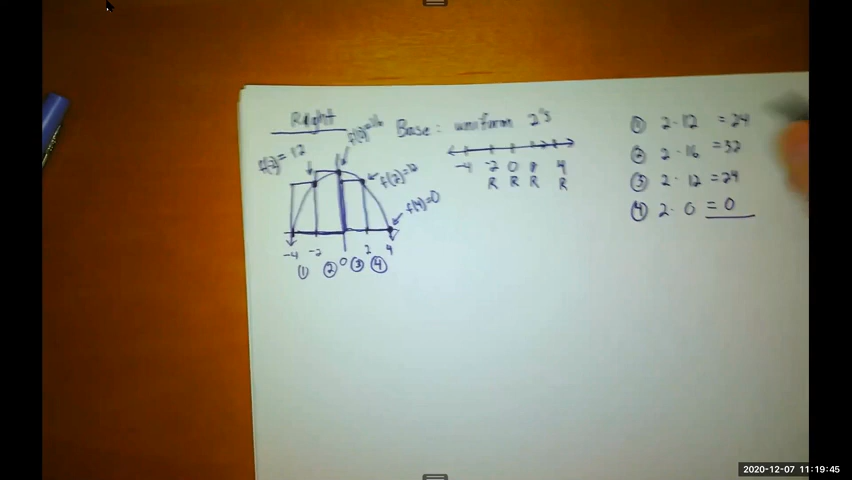 Right
Base: uniform 2's
f(-2)= 12
f(0)=16
f(2)=12
f(4)=0
-4 -2 0 2 4
① ② ③ ④
-4 -2 0 2 4
R R R R
① 2·12 = 24
② 2·16 = 32
③ 2·12 = 24
④ 2·0 = 0
2020-12-07 11:19:45